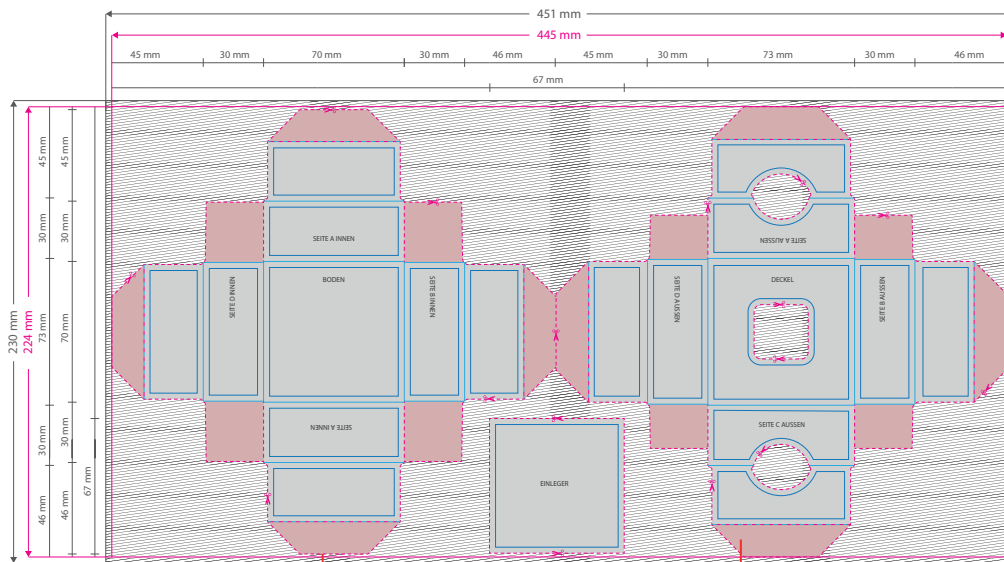 451 mm
445 mm
45 mm 30 mm 70 mm 30 mm 46 mm 45 mm 30 mm 73 mm 30 mm 46 mm
67 mm
230 mm
224 mm
45 mm
30 mm
73 mm
30 mm
46 mm
45 mm
30 mm
70 mm
30 mm
46 mm
67 mm
SEITE A INNEN
SEITE D INNEN
BODEN
SEITE B INNEN
SEITE A INNEN
EINLEGER
SEITE A AUSSEN
SEITE D AUSSEN
DECKEL
SEITE B AUSSEN
SEITE C AUSSEN